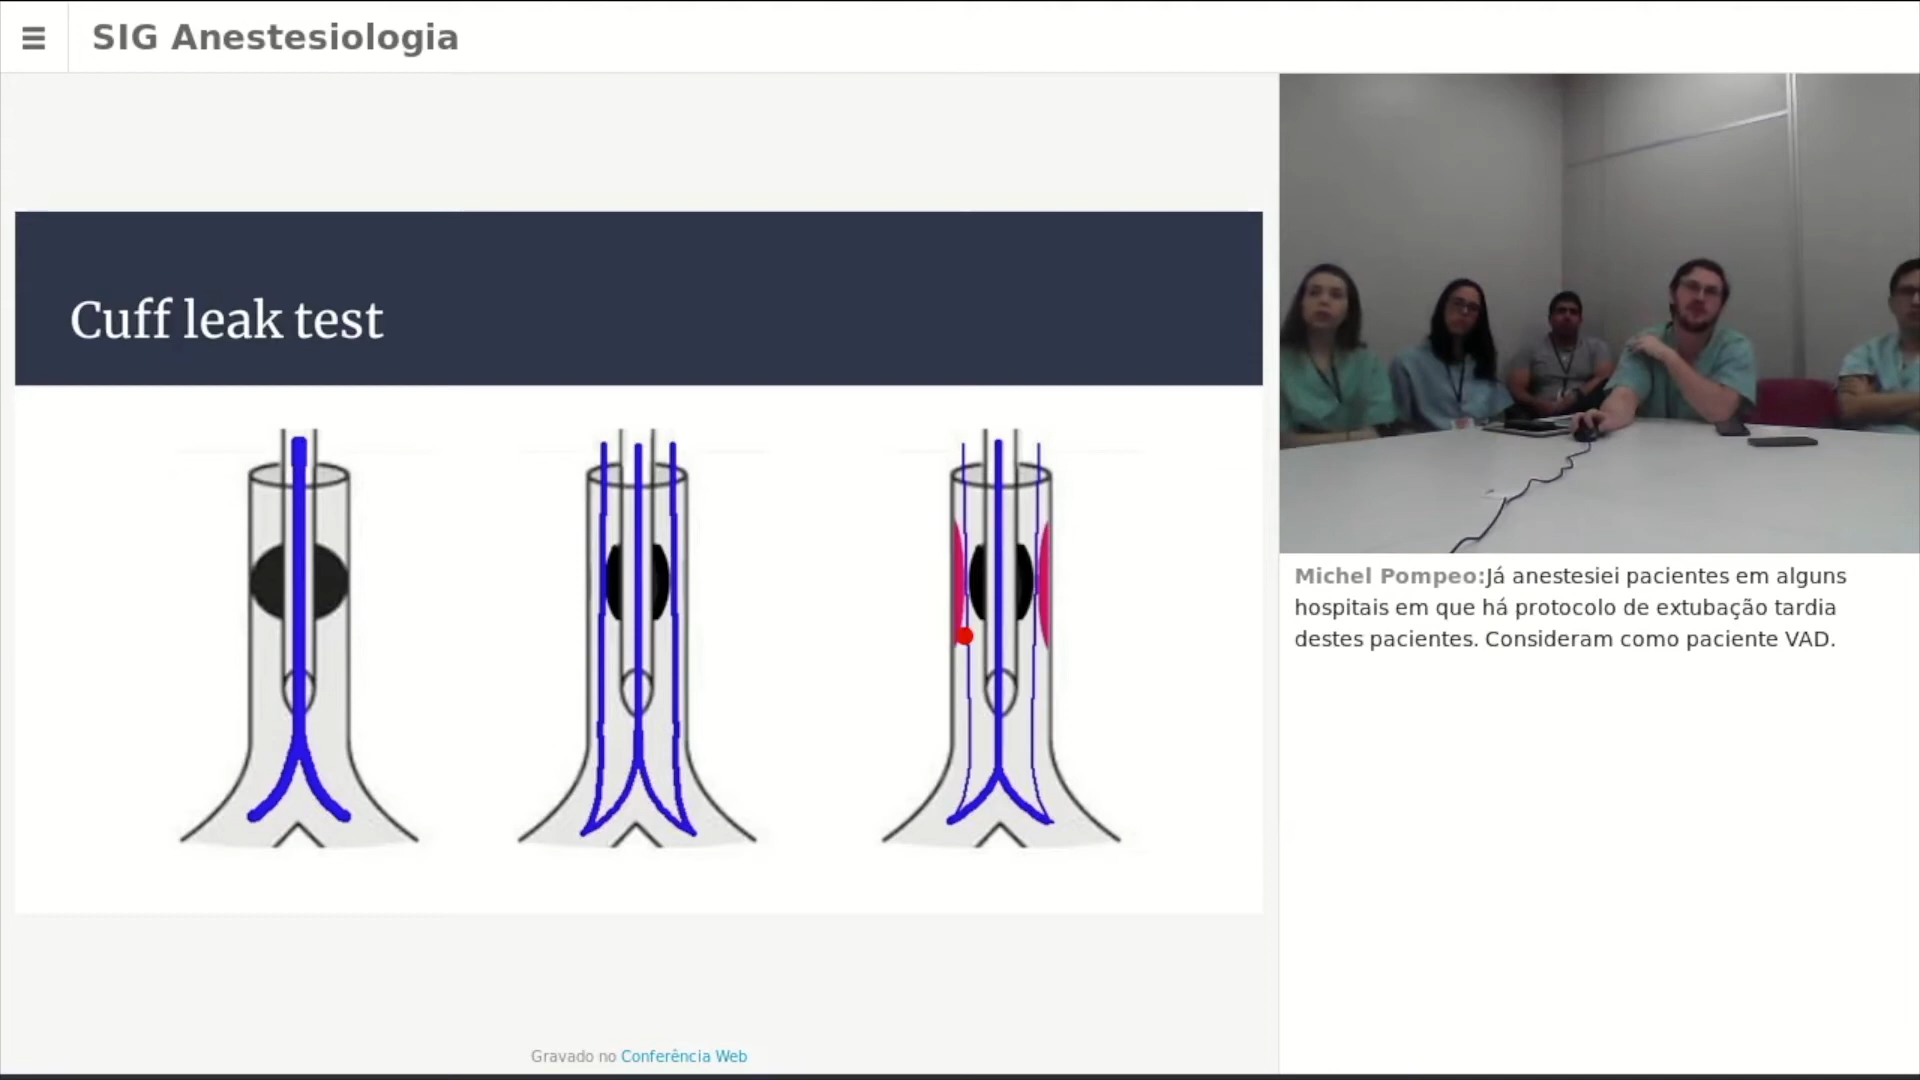 SIG Anestesiologia
Cuff leak test
Michel Pompeo:Já anestesiei pacientes em alguns
hospitais em que há protocolo de extubação tardia
destes pacientes. Consideram como paciente VAD.
Gravado no Conferência Web